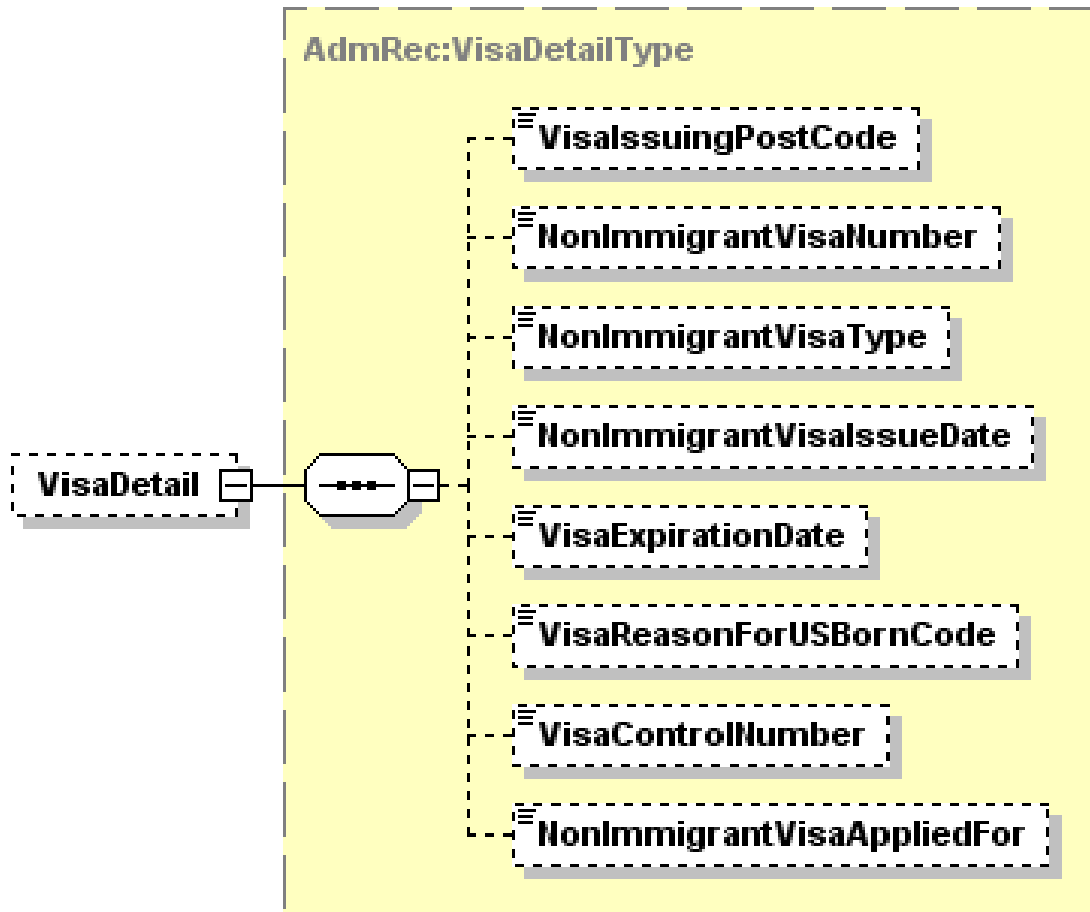 AdmRec:VisaDetailType
VisaIssuingPostCode
NonImmigrantVisaNumber
NonImmigrantVisaType
NonImmigrantVisaIssueDate
VisaDetail
VisaExpirationDate
VisaReasonForUSBornCode
VisaControlNumber
NonImmigrantVisaAppliedFor